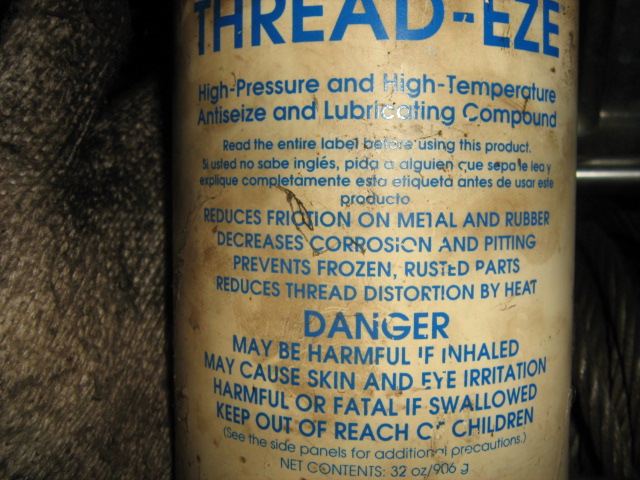 THREAD-EZE
High-Pressure and High-Temperature
Antiseize and Lubricating Compound
Read the entire label before using this product.
Si usted no sabe inglés, pida a alguien que sepa le lea y
explique completamente esta etiqueta antes de usar este
producto
REDUCES FRICTION ON METAL AND RUBBER
DECREASES CORROSION AND PITTING
PREVENTS FROZEN, RUSTED PARTS
REDUCES THREAD DISTORTION BY HEAT
DANGER
MAY BE HARMFUL IF INHALED
MAY CAUSE SKIN AND EYE IRRITATION
HARMFUL OR FATAL IF SWALLOWED
KEEP OUT OF REACH OF CHILDREN
(See the side panels for additional precautions.)
NET CONTENTS: 32 oz/906 g